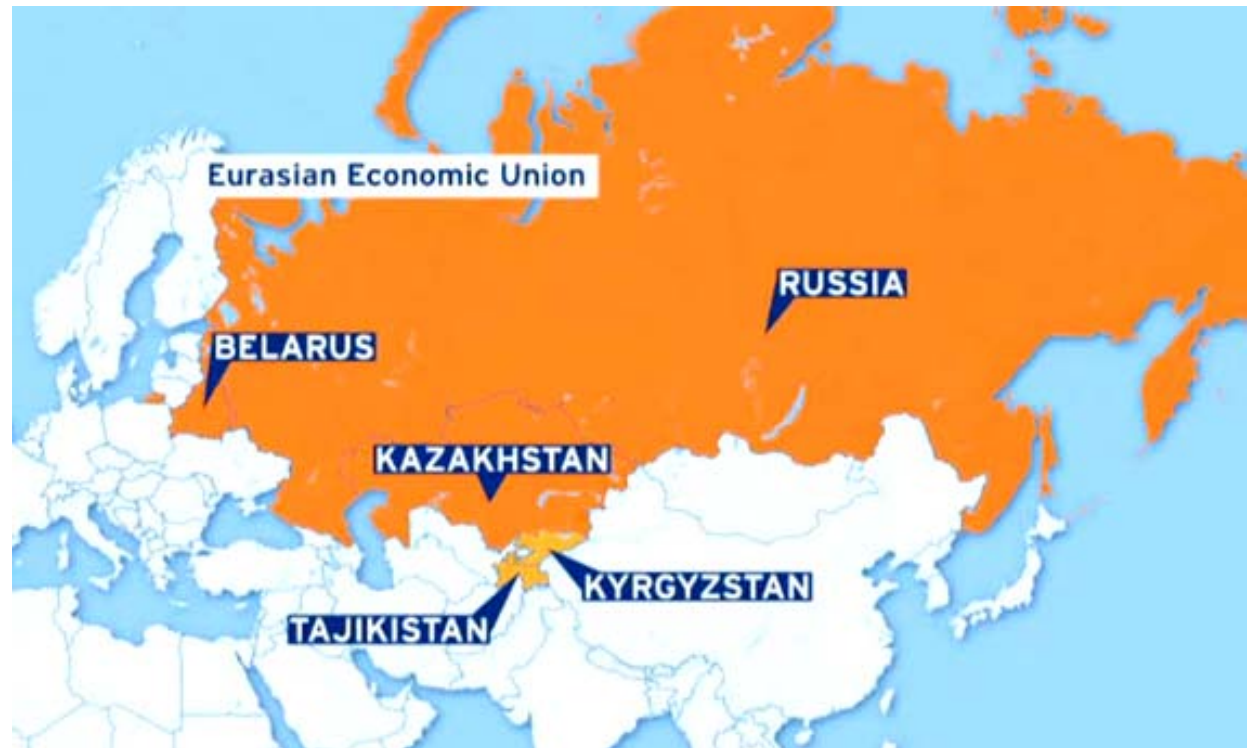 Eurasian Economic Union
RUSSIA
BELARUS
KAZAKHSTAN
KYRGYZSTAN
TAJIKISTAN